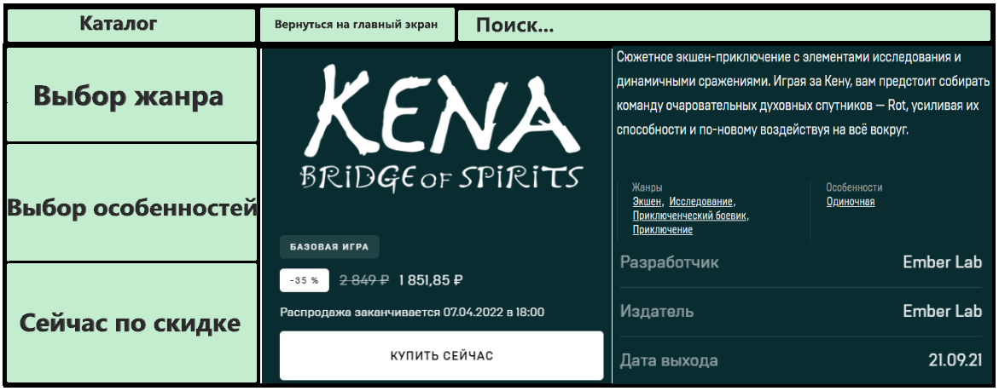 Каталог
Вернуться на главный экран
Поиск...
Выбор жанра
Выбор особенностей
Сейчас по скидке
KENA
BRIDGE OF SPIRITS
БАЗОВАЯ ИГРА
-35 % 2 849 ₽ 1 851,85 ₽
Распродажа заканчивается 07.04.2022 в 18:00
КУПИТЬ СЕЙЧАС
Сюжетное экшен-приключение с элементами исследования и
динамичными сражениями. Играя за Кену, вам предстоит собирать
команду очаровательных духовных спутников — Rot, усиливая их
способности и по-новому воздействуя на всё вокруг.
Жанры
Экшен, Исследование,
Приключенческий боевик,
Приключение
Особенности
Одиночная
Разработчик Ember Lab
Издатель Ember Lab
Дата выхода 21.09.21